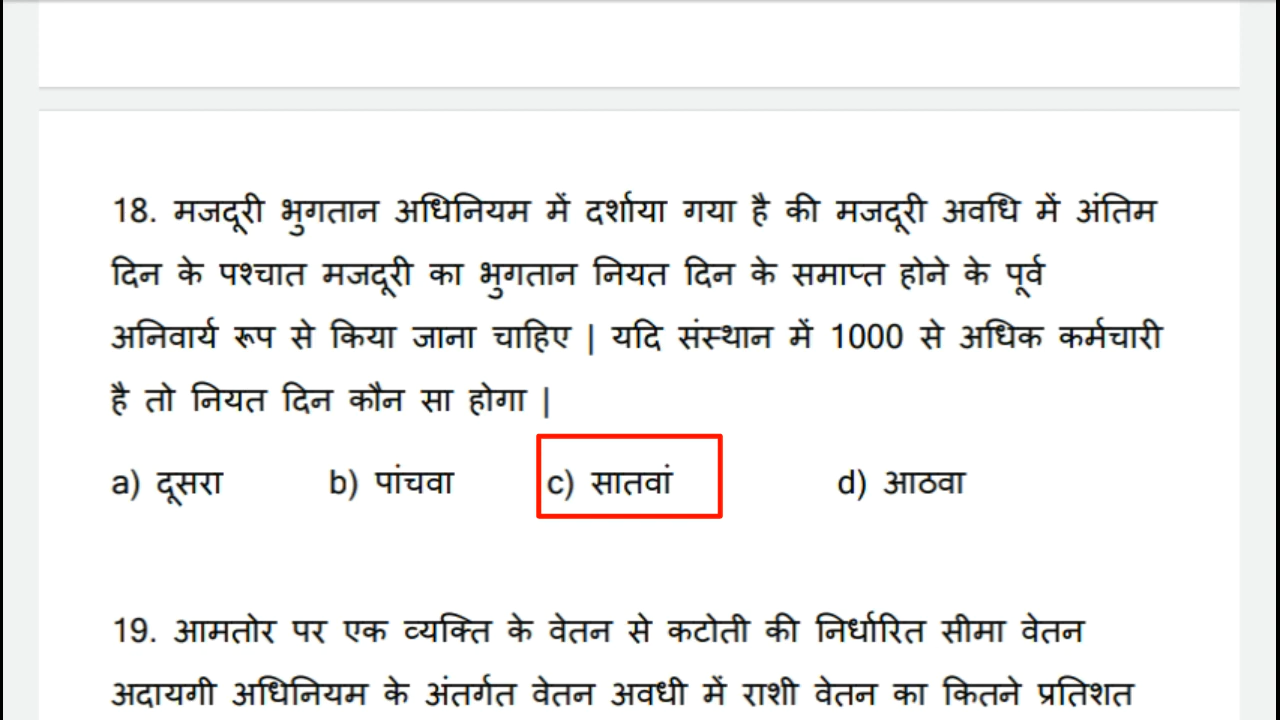 18. मजदूरी भुगतान अधिनियम में दर्शाया गया है की मजदूरी अवधि में अंतिम
दिन के पश्चात मजदूरी का भुगतान नियत दिन के समाप्त होने के पूर्व
अनिवार्य रूप से किया जाना चाहिए | यदि संस्थान में 1000 से अधिक कर्मचारी
है तो नियत दिन कौन सा होगा |
a) दूसरा b) पांचवा c) सातवां d) आठवा
19. आमतोर पर एक व्यक्ति के वेतन से कटोती की निर्धारित सीमा वेतन
अदायगी अधिनियम के अंतर्गत वेतन अवधी में राशी वेतन का कितने प्रतिशत